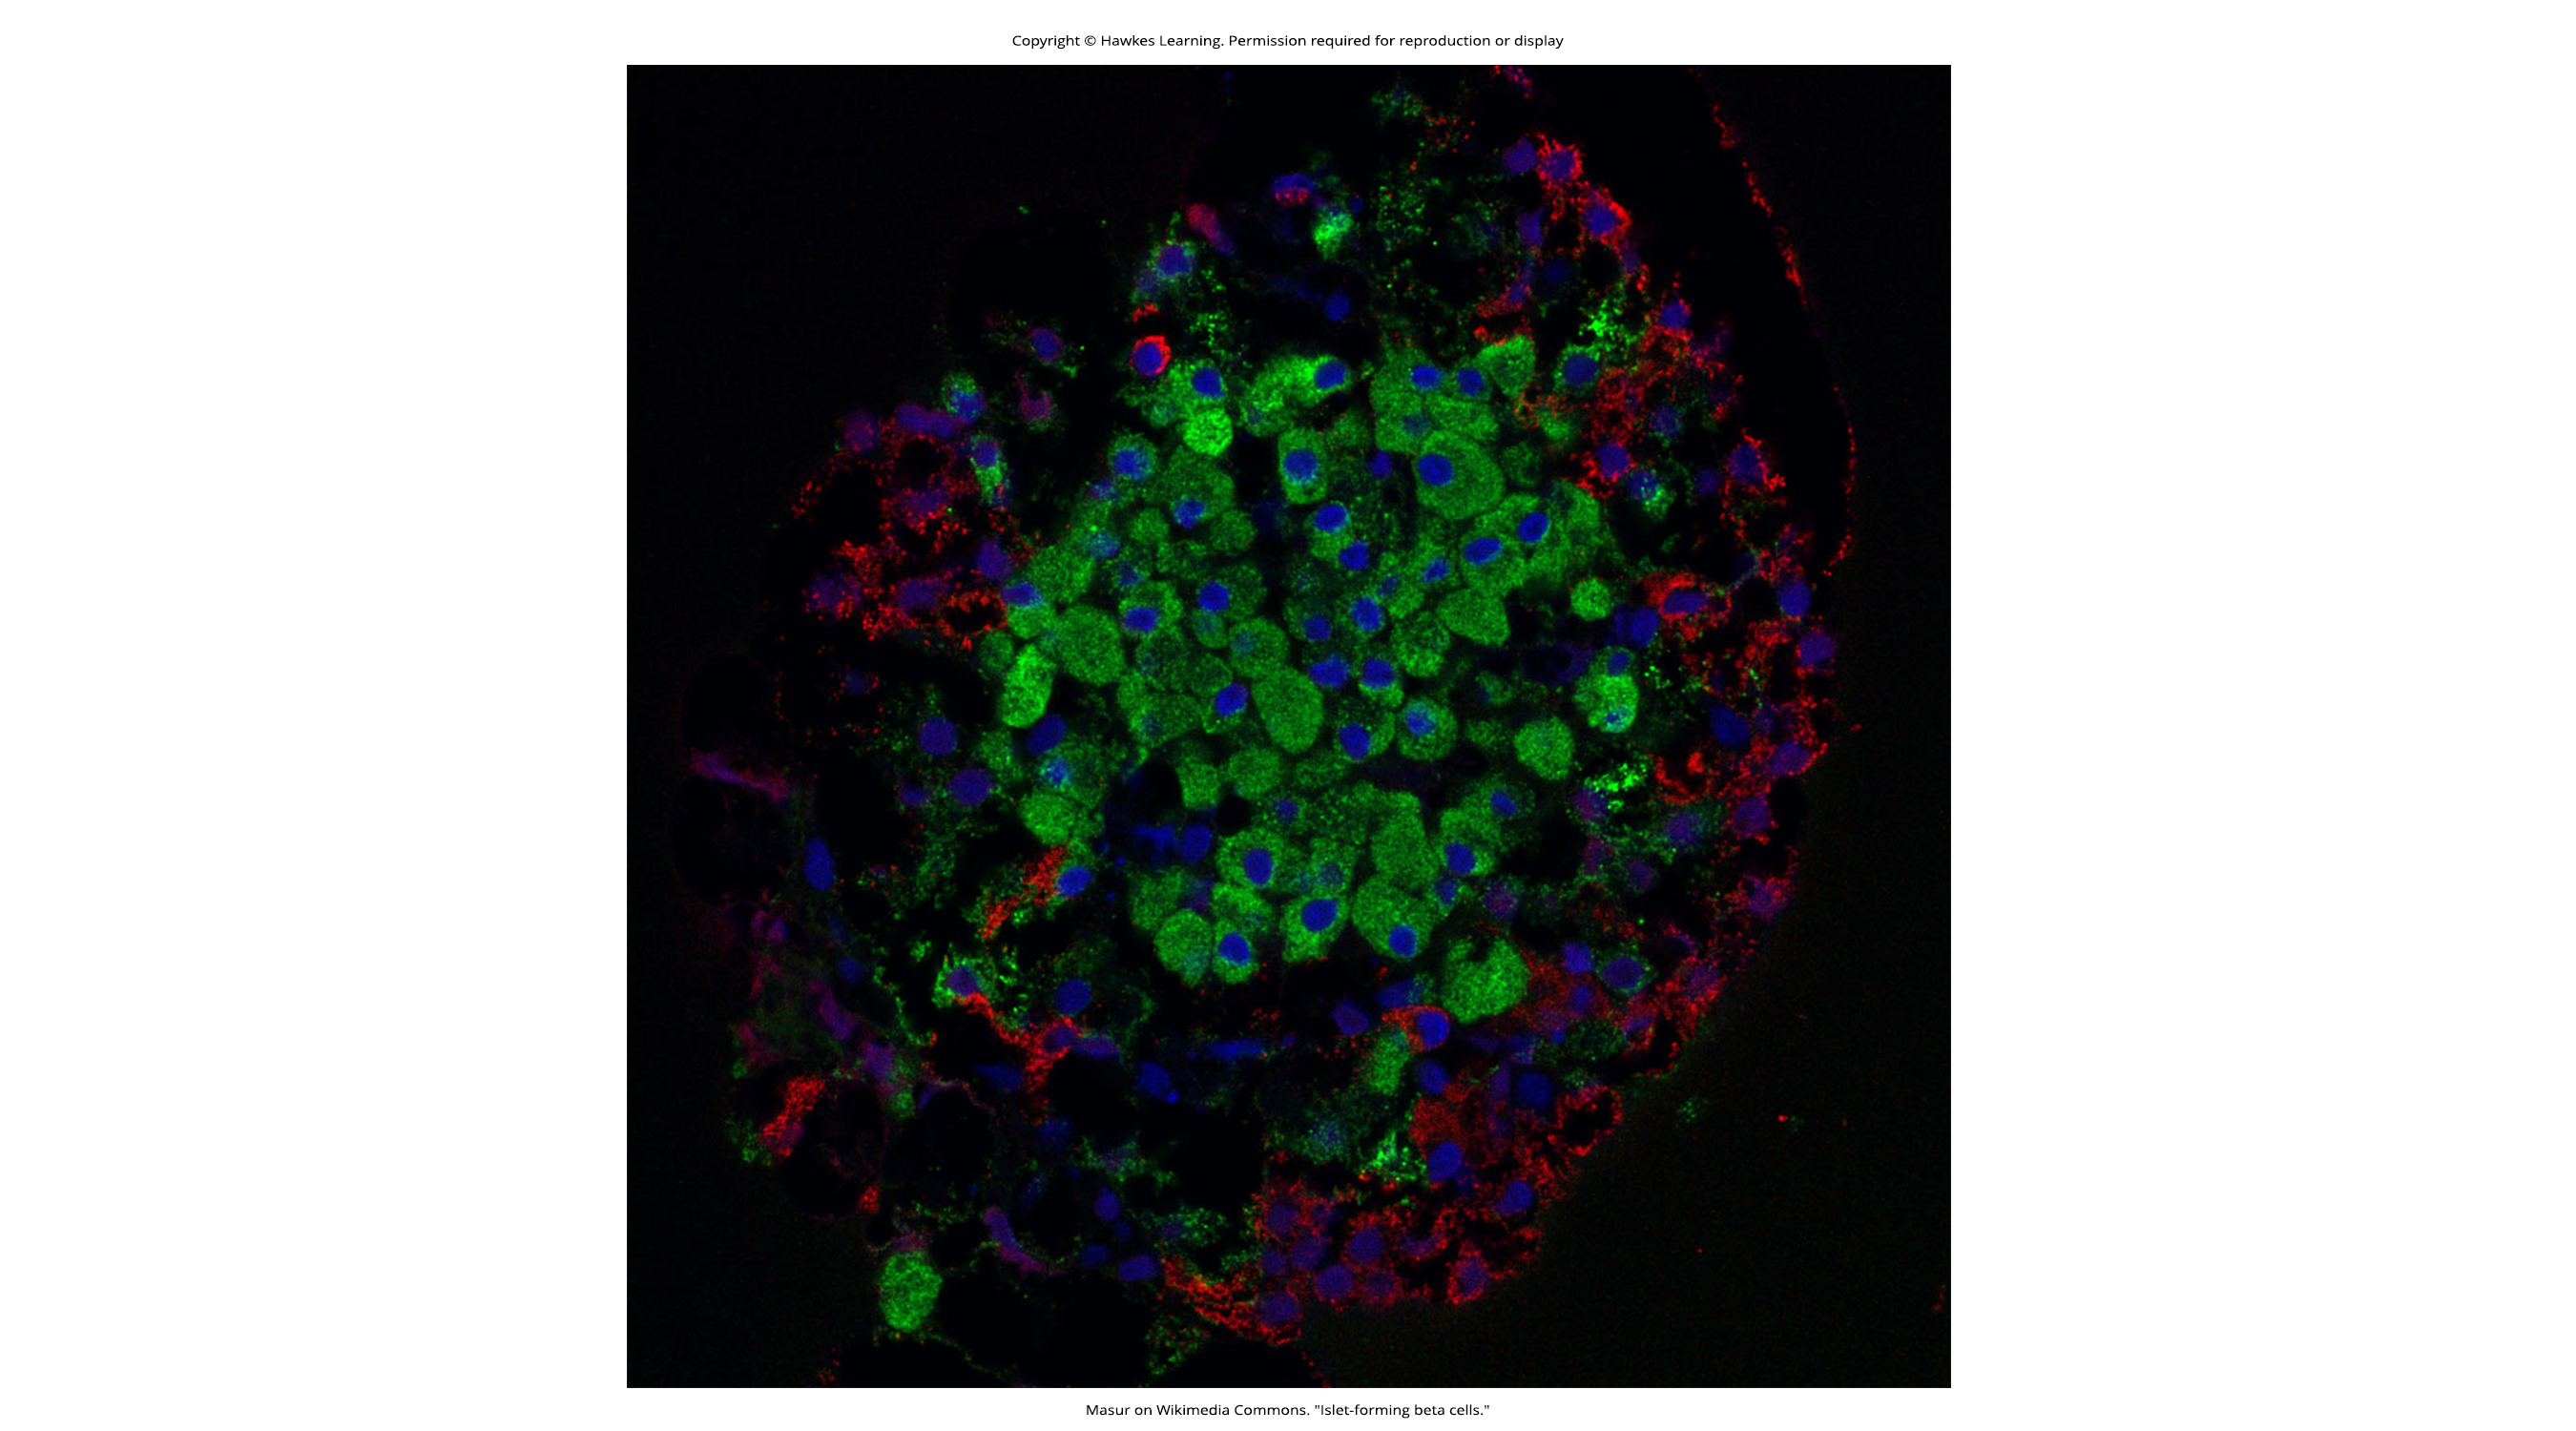 Copyright © Hawkes Learning. Permission required for reproduction or display
Masur on Wikimedia Commons. "Islet-forming beta cells."